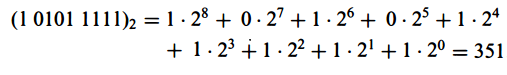 (1 0101 1111)₂ = 1 · 2⁸ + 0 · 2⁷ + 1 · 2⁶ + 0 · 2⁵ + 1 · 2⁴
+ 1 · 2³ + 1 · 2² + 1 · 2¹ + 1 · 2⁰ = 351